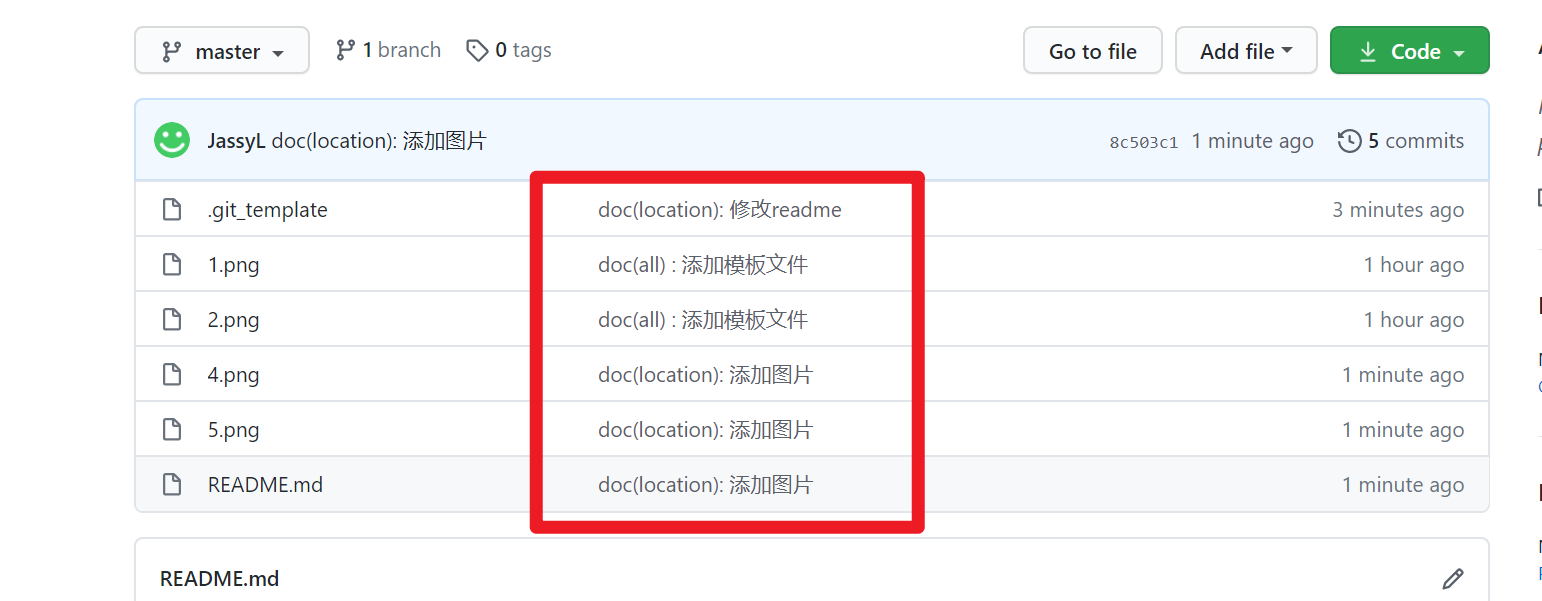 master 1 branch 0 tags Go to file Add file Code
JassyL doc(location): 添加图片 8c503c1 1 minute ago 5 commits
.git_template doc(location): 修改readme 3 minutes ago
1.png doc(all) : 添加模板文件 1 hour ago
2.png doc(all) : 添加模板文件 1 hour ago
4.png doc(location): 添加图片 1 minute ago
5.png doc(location): 添加图片 1 minute ago
README.md doc(location): 添加图片 1 minute ago
README.md